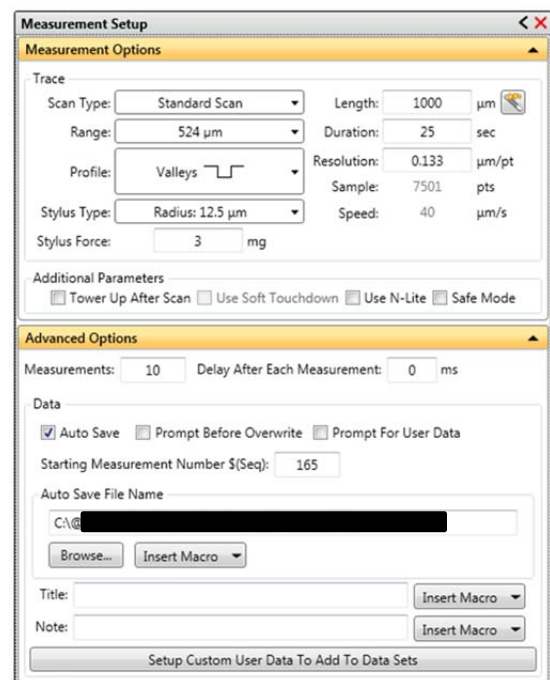 Measurement Setup
Measurement Options
Trace
Scan Type: Standard Scan Length: 1000 µm
Range: 524 µm Duration: 25 sec
Profile: Valleys Resolution: 0.133 µm/pt
Sample: 7501 pts
Stylus Type: Radius: 12.5 µm Speed: 40 µm/s
Stylus Force: 3 mg
Additional Parameters
Tower Up After Scan Use Soft Touchdown Use N-Lite Safe Mode
Advanced Options
Measurements: 10 Delay After Each Measurement: 0 ms
Data
Auto Save Prompt Before Overwrite Prompt For User Data
Starting Measurement Number $(Seq): 165
Auto Save File Name
C:\@
Browse... Insert Macro
Title: Insert Macro
Note: Insert Macro
Setup Custom User Data To Add To Data Sets